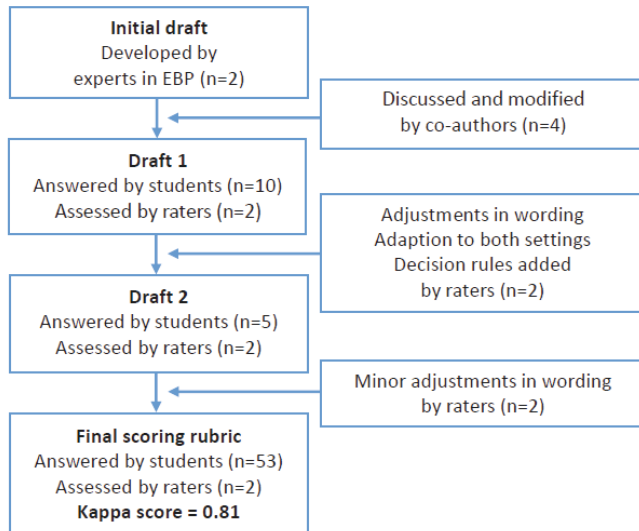 Initial draft
Developed by
experts in EBP (n=2)
Discussed and modified
by co-authors (n=4)
Draft 1
Answered by students (n=10)
Assessed by raters (n=2)
Adjustments in wording
Adaption to both settings
Decision rules added
by raters (n=2)
Draft 2
Answered by students (n=5)
Assessed by raters (n=2)
Minor adjustments in wording
by raters (n=2)
Final scoring rubric
Answered by students (n=53)
Assessed by raters (n=2)
Kappa score = 0.81